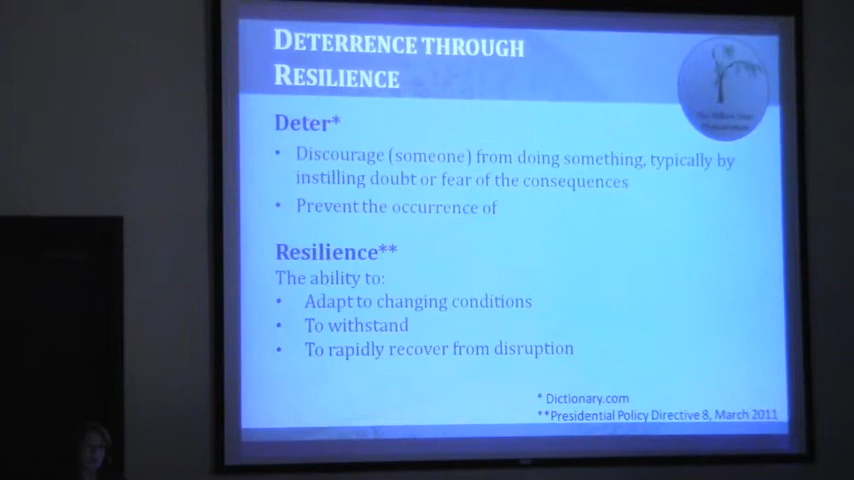 DETERRENCE THROUGH
RESILIENCE
Deter*
• Discourage (someone) from doing something, typically by
instilling doubt or fear of the consequences
• Prevent the occurrence of
Resilience**
The ability to:
• Adapt to changing conditions
• To withstand
• To rapidly recover from disruption
* Dictionary.com
**Presidential Policy Directive 8, March 2011